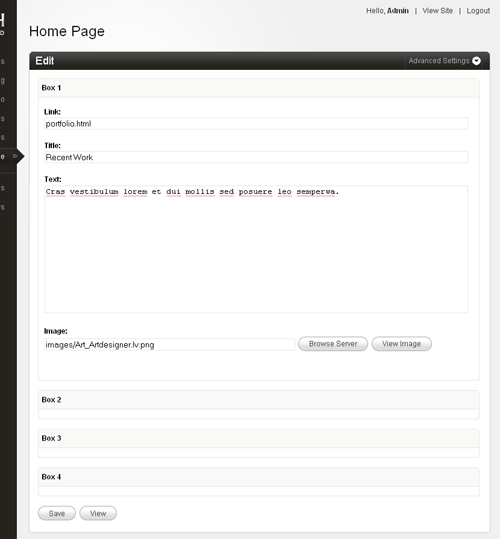 Hello, Admin | View Site | Logout
Home Page
Edit
Advanced Settings
Box 1
Link:
portfolio.html
Title:
Recent Work
Text:
Cras vestibulum lorem et dui mollis sed posuere leo semperwa.
Image:
images/Art_Artdesigner.lv.png
Browse Server
View Image
Box 2
Box 3
Box 4
Save
View